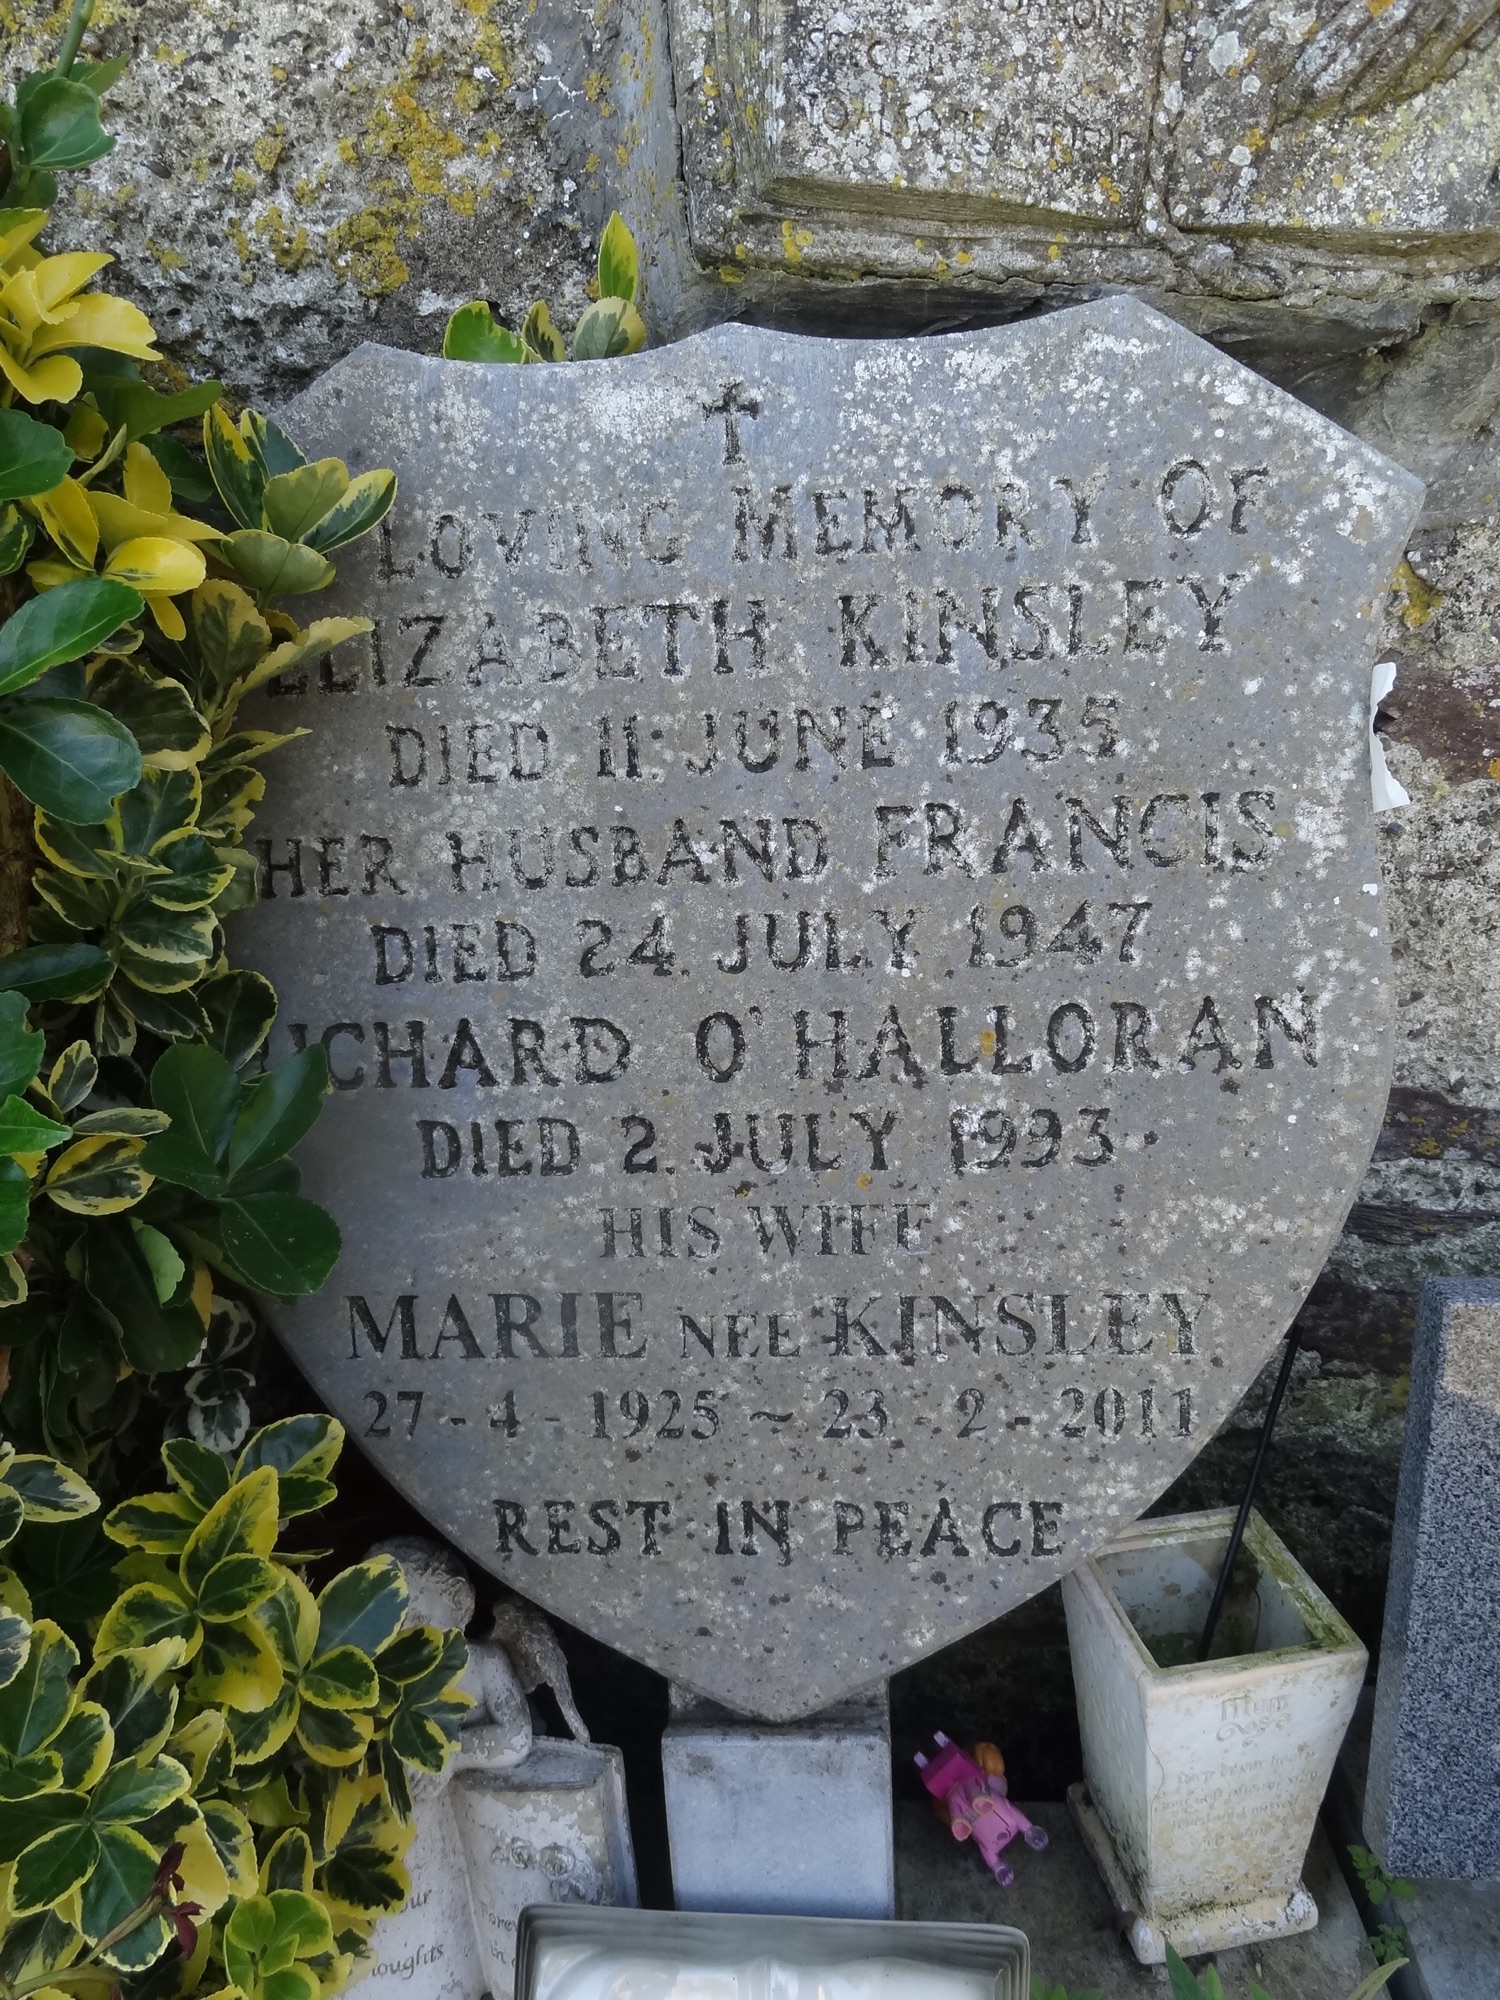 LOVING MEMORY OF
ELIZABETH KINSLEY
DIED 11. JUNE 1935
HER HUSBAND FRANCIS
DIED 24. JULY 1947
RICHARD O'HALLORAN
DIED 2. JULY 1993
HIS WIFE
MARIE NEE KINSLEY
27-4-1925 ~ 23-2-2011
REST IN PEACE
Mum